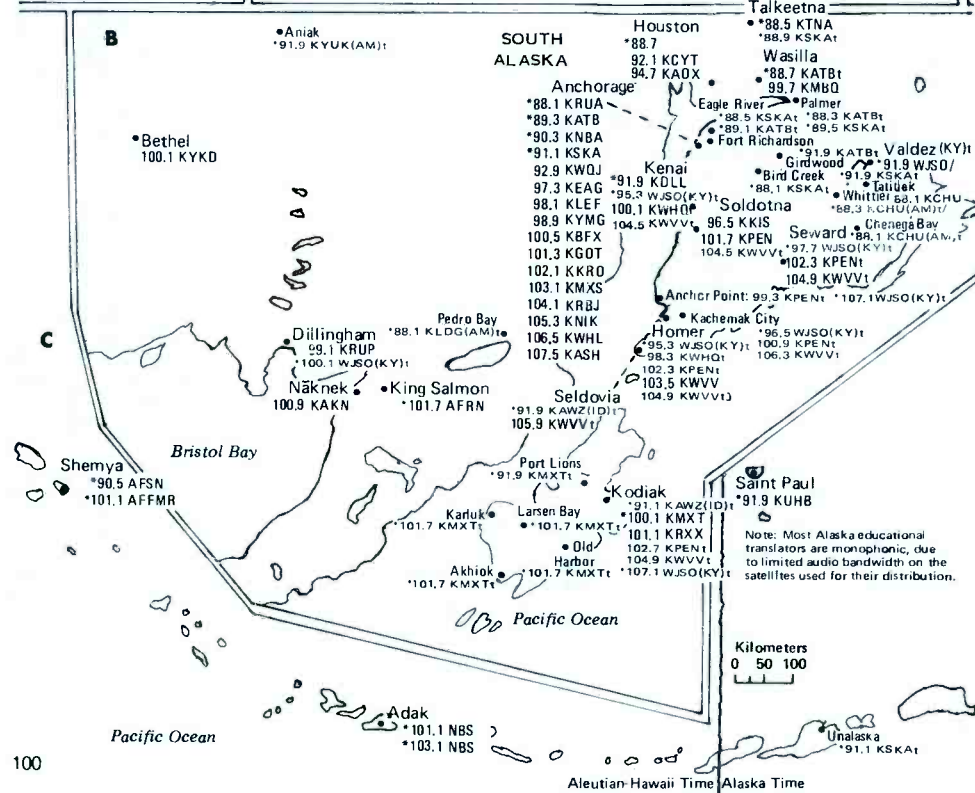 B
Aniak
*91.9 KYUK(AM)t
Bethel
100.1 KYKD
SOUTH
ALASKA
Talkeetna
*88.5 KTNA
*88.9 KSKAt
Houston
*88.7
92.1 KCYT
94.7 KAOX
Wasilla
*88.7 KATBt
99.7 KMBQ
Anchorage
*88.1 KRUA
*89.3 KATB
*90.3 KNBA
*91.1 KSKA
92.9 KWQJ
97.3 KEAG
98.1 KLEF
98.9 KYMG
100.5 KBFX
101.3 KGOT
102.1 KKRO
103.1 KMXS
104.1 KRBJ
105.3 KNIK
106.5 KWHL
107.5 KASH
Eagle River
*88.5 KSKAt
*89.1 KATBt
Palmer
*88.3 KATBt
*89.5 KSKAt
Fort Richardson
*91.9 KATBt
Girdwood
*91.9 KSKAt
Bird Creek
*88.1 KSKAt
Valdez (KY)t
*91.9 WJSO/
Tatitlek
88.1 KCHU
Whittier
*88.3 KCHU(AM)t/
Chenega Bay
*88.1 KCHU(AM)t
Kenai
*91.9 KDLL
*95.3 WJSO(KY)t
100.1 KWHQ
104.5 KWVVt
Soldotna
96.5 KKIS
101.7 KPEN
104.5 KWVVt
Seward
*97.7 WJSO(KY)t
102.3 KPENt
104.9 KWVVt
Anchor Point: 99.3 KPENt *107.1 WJSO(KY)t
Kachemak City
*96.5 WJSO(KY)t
100.9 KPENt
106.3 KWVVt
Homer
*95.3 WJSO(KY)t
98.3 KWHQt
102.3 KPENt
103.5 KWVV
104.9 KWVVt
C
Dillingham
99.1 KRUP
*100.1 WJSO(KY)t
Pedro Bay
*88.1 KLDG(AM)t
Naknek
100.9 KAKN
King Salmon
*101.7 AFRN
Seldovia
*91.9 KAWZ(ID)t
105.9 KWVVt
Bristol Bay
Shemya
*90.5 AFSN
*101.1 AFFMR
Port Lions
*91.9 KMXTt
Kodiak
*91.1 KAWZ(ID)t
*100.1 KMXT
101.1 KRXX
102.7 KPENt
104.9 KWVVt
*107.1 WJSO(KY)t
Karluk
*101.7 KMXTt
Larsen Bay
*101.7 KMXTt
Old
Harbor
*101.7 KMXTt
Akhiok
*101.7 KMXTt
Saint Paul
*91.9 KUHB
Note: Most Alaska educational
translators are monophonic, due
to limited audio bandwidth on the
satellites used for their distribution.
Pacific Ocean
Kilometers
0 50 100
Adak
*101.1 NBS
*103.1 NBS
Pacific Ocean
Unalaska
*91.1 KSKAt
100
Aleutian-Hawaii Time
Alaska Time